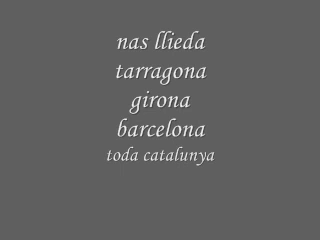 nas llieda
tarragona
girona
barcelona
toda catalunya